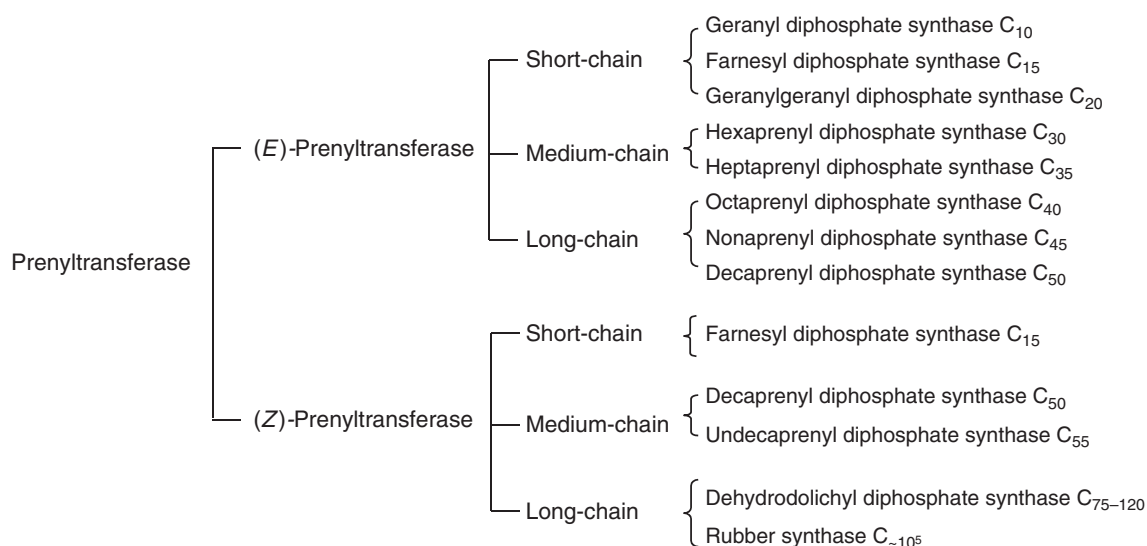 Prenyltransferase
(E)-Prenyltransferase
Short-chain
Geranyl diphosphate synthase C10
Farnesyl diphosphate synthase C15
Geranylgeranyl diphosphate synthase C20
Medium-chain
Hexaprenyl diphosphate synthase C30
Heptaprenyl diphosphate synthase C35
Long-chain
Octaprenyl diphosphate synthase C40
Nonaprenyl diphosphate synthase C45
Decaprenyl diphosphate synthase C50
(Z)-Prenyltransferase
Short-chain
Farnesyl diphosphate synthase C15
Medium-chain
Decaprenyl diphosphate synthase C50
Undecaprenyl diphosphate synthase C55
Long-chain
Dehydrodolichyl diphosphate synthase C75–120
Rubber synthase C~10⁵